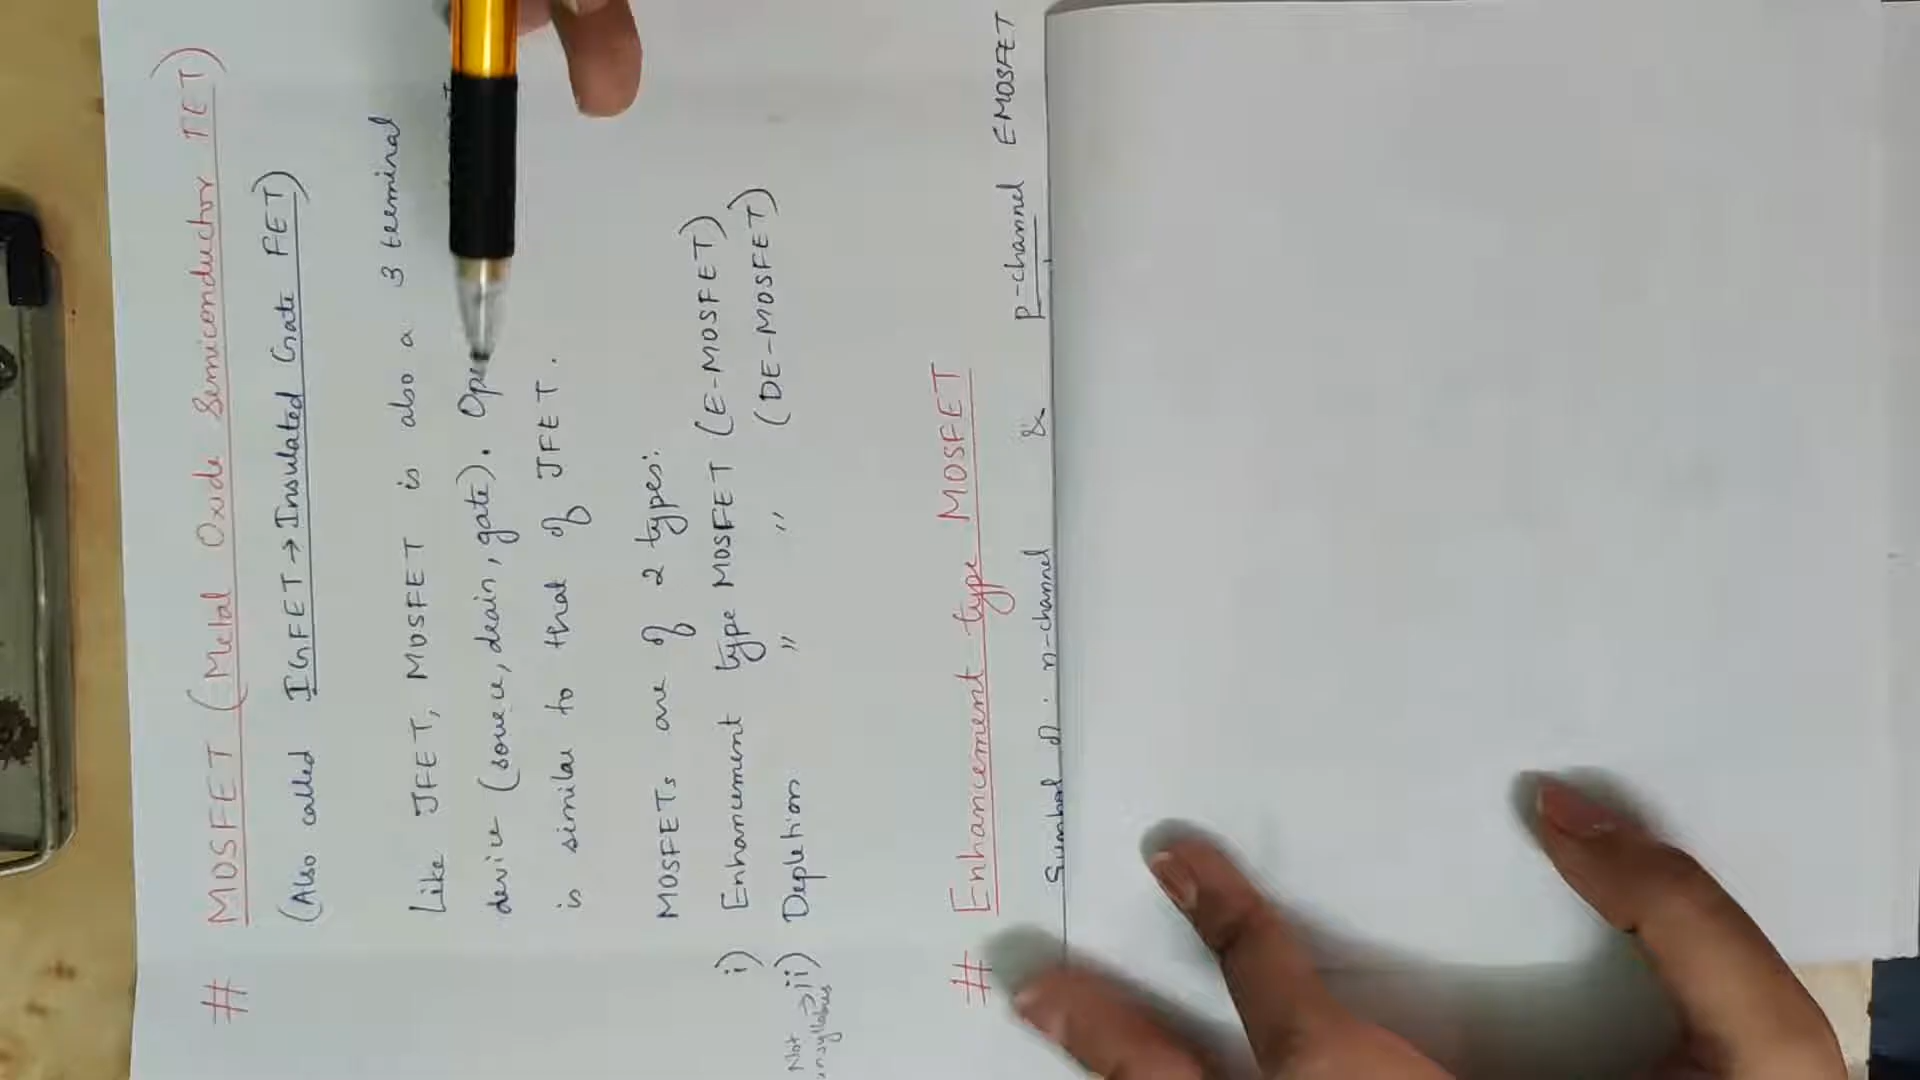 # MOSFET (Metal Oxide Semiconductor FET)
(Also called IGFET → Insulated Gate FET)
Like JFET, MOSFET is also a 3 terminal
device (source, drain, gate). Ope
is similar to that of JFET.
MOSFETs are of 2 types:
i) Enhancement type MOSFET (E-MOSFET)
Not in syllabus → ii) Depletion " " (DE-MOSFET)
# Enhancement type MOSFET
Symbol of : n-channel & p-channel EMOSFET